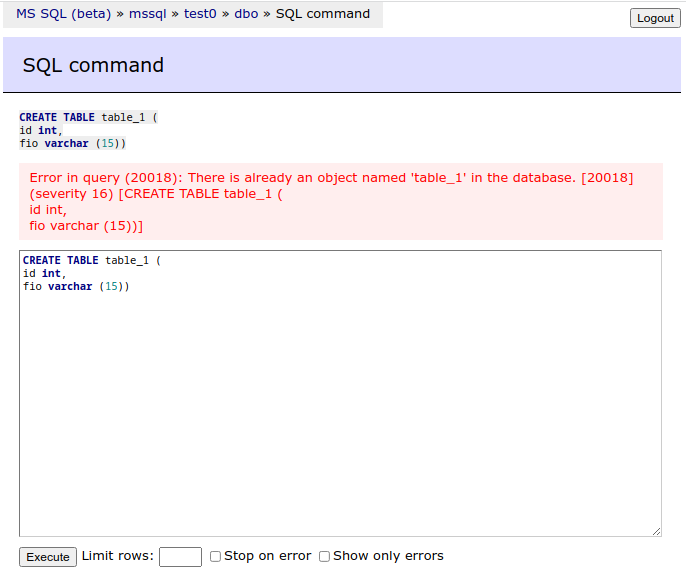 MS SQL (beta) » mssql » test0 » dbo » SQL command
Logout
SQL command
CREATE TABLE table_1 (
id int,
fio varchar (15))
Error in query (20018): There is already an object named 'table_1' in the database. [20018]
(severity 16) [CREATE TABLE table_1 (
id int,
fio varchar (15))]
CREATE TABLE table_1 (
id int,
fio varchar (15))
Execute Limit rows: Stop on error Show only errors